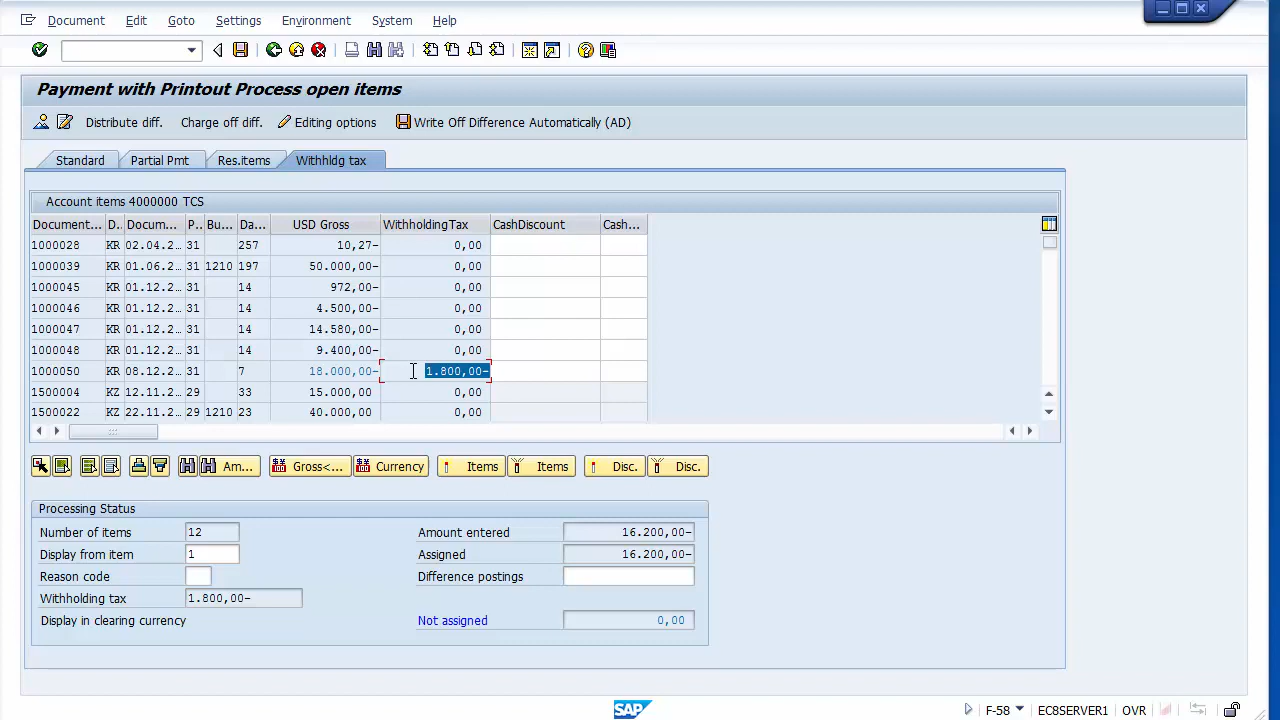 Document Edit Goto Settings Environment System Help
Payment with Printout Process open items
Distribute diff. Charge off diff. Editing options Write Off Difference Automatically (AD)
Standard Partial Pmt Res.items Withhldg tax
Account items 4000000 TCS
Document... D.. Docum... P.. Bu... Da... USD Gross WithholdingTax CashDiscount Cash...
1000028 KR 02.04.2... 31 257 10,27- 0,00
1000039 KR 01.06.2... 31 1210 197 50.000,00- 0,00
1000045 KR 01.12.2... 31 14 972,00- 0,00
1000046 KR 01.12.2... 31 14 4.500,00- 0,00
1000047 KR 01.12.2... 31 14 14.580,00- 0,00
1000048 KR 01.12.2... 31 14 9.400,00- 0,00
1000050 KR 08.12.2... 31 7 18.000,00- 1.800,00-
1500004 KZ 12.11.2... 29 33 15.000,00 0,00
1500022 KZ 22.11.2... 29 1210 23 40.000,00 0,00
Am... Gross<... Currency Items Items Disc. Disc.
Processing Status
Number of items 12 Amount entered 16.200,00-
Display from item 1 Assigned 16.200,00-
Reason code Difference postings
Withholding tax 1.800,00-
Display in clearing currency Not assigned 0,00
SAP F-58 ECCSERVER1 OVR